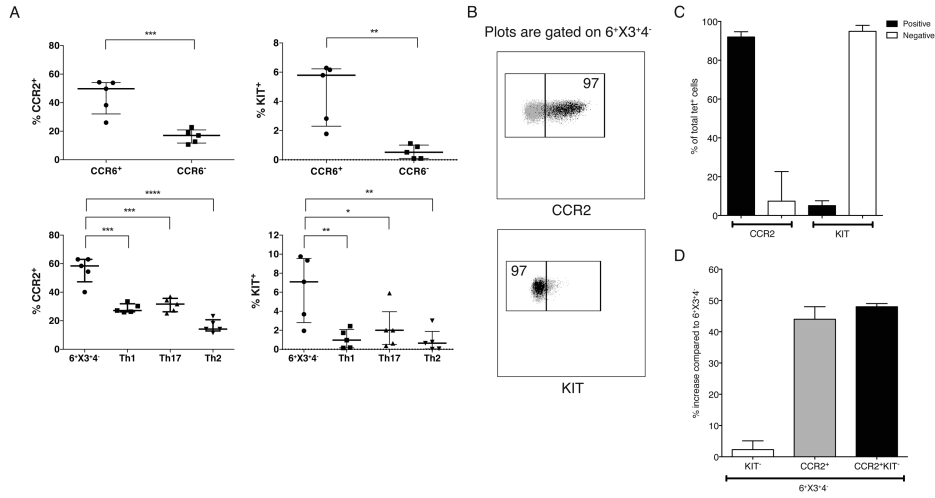 A
***
% CCR2⁺
80
60
40
20
0
CCR6⁺
CCR6⁻
**
% KIT⁺
8
6
4
2
0
CCR6⁺
CCR6⁻
****
***
***
% CCR2⁺
80
60
40
20
0
6⁺X3⁺4⁻
Th1
Th17
Th2
**
*
**
% KIT⁺
12
10
8
6
4
2
0
6⁺X3⁺4⁻
Th1
Th17
Th2
B
Plots are gated on 6⁺X3⁺4⁻
97
CCR2
97
KIT
C
Positive
Negative
% of total tet⁺ cells
100
80
60
40
20
0
CCR2
KIT
D
% increase compared to 6⁺X3⁺4⁻
60
50
40
30
20
10
0
KIT⁻
CCR2⁺
CCR2⁺KIT⁻
6⁺X3⁺4⁻